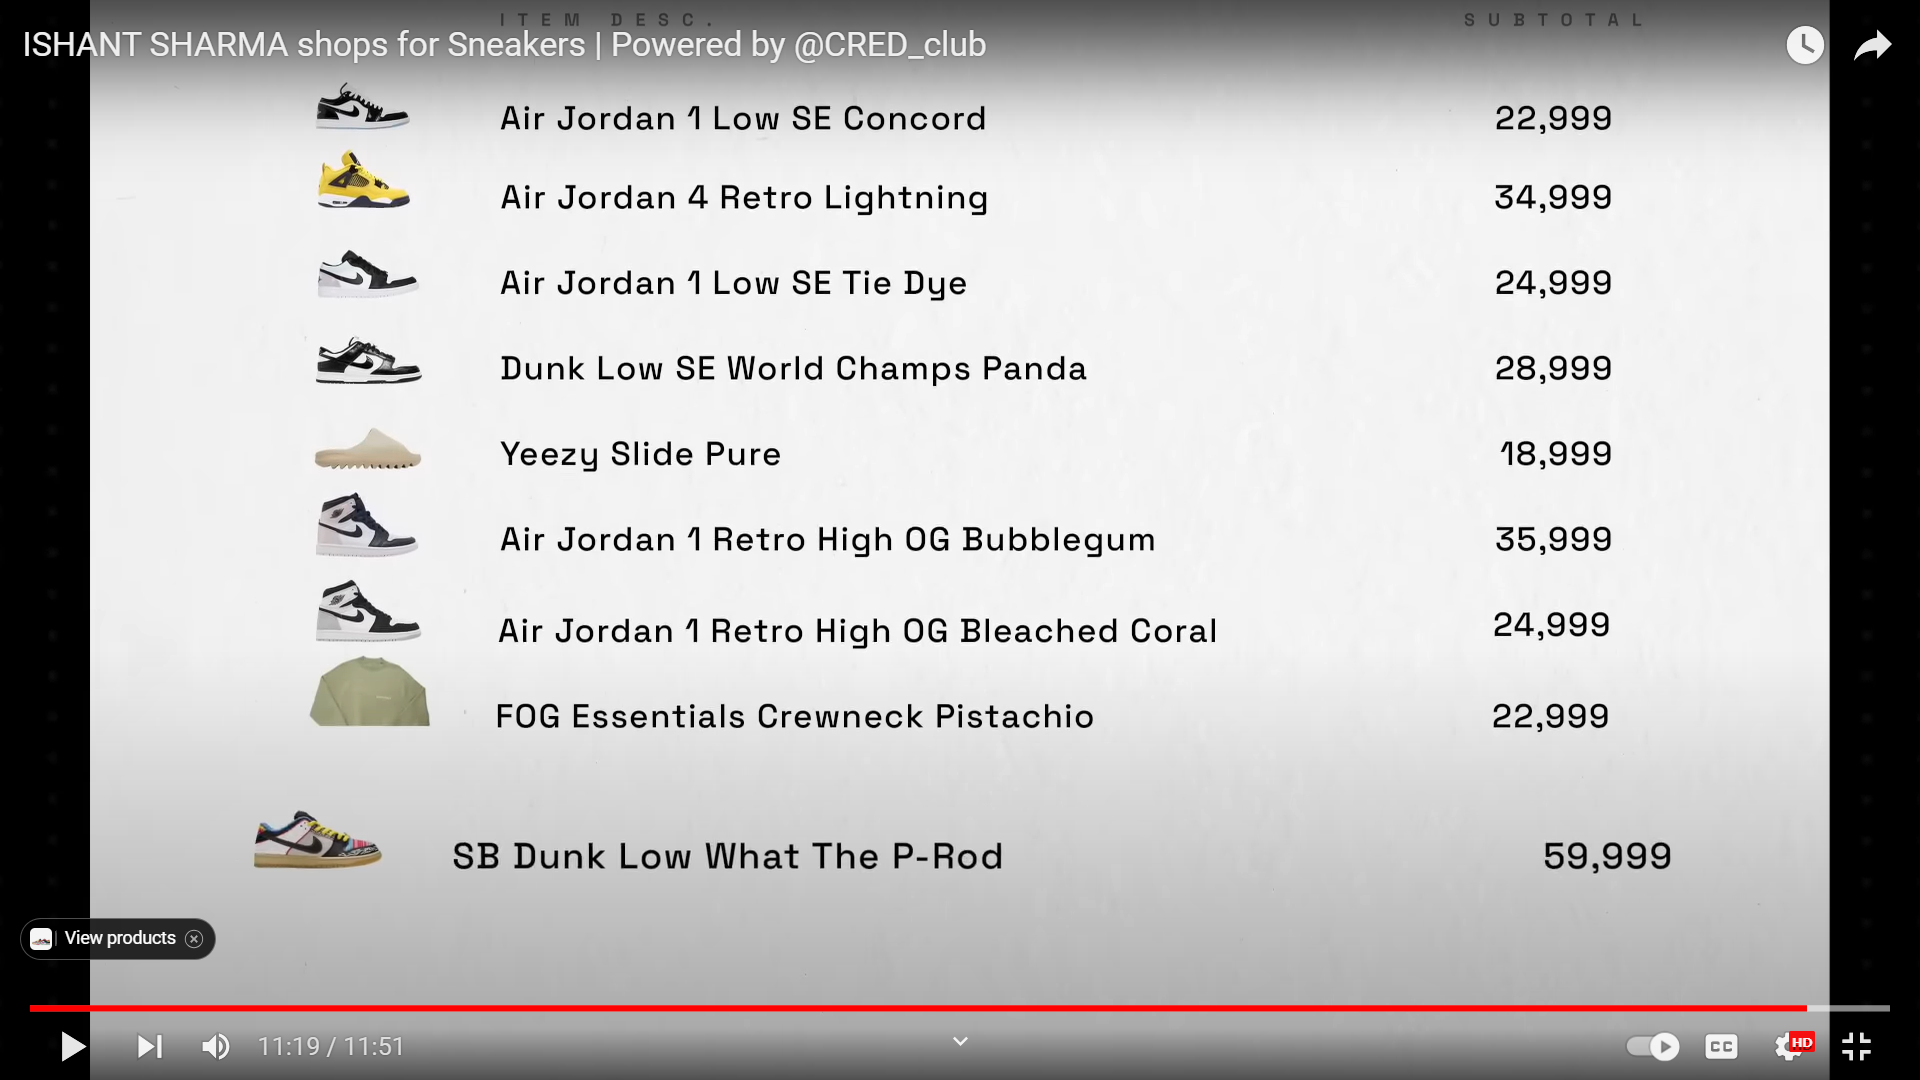 ITEM DESC. SUBTOTAL
ISHANT SHARMA shops for Sneakers | Powered by @CRED_club
Air Jordan 1 Low SE Concord 22,999
Air Jordan 4 Retro Lightning 34,999
Air Jordan 1 Low SE Tie Dye 24,999
Dunk Low SE World Champs Panda 28,999
Yeezy Slide Pure 18,999
Air Jordan 1 Retro High OG Bubblegum 35,999
Air Jordan 1 Retro High OG Bleached Coral 24,999
FOG Essentials Crewneck Pistachio 22,999
SB Dunk Low What The P-Rod 59,999
View products
11:19 / 11:51 CC HD